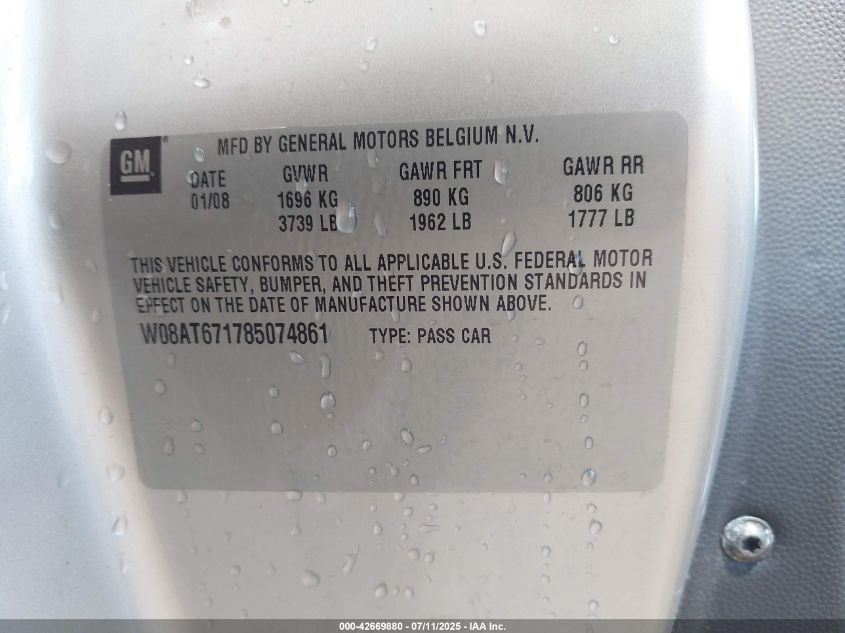 GM®
MFD BY GENERAL MOTORS BELGIUM N.V.
DATE GVWR GAWR FRT GAWR RR
01/08 1696 KG 890 KG 806 KG
3739 LB 1962 LB 1777 LB
THIS VEHICLE CONFORMS TO ALL APPLICABLE U.S. FEDERAL MOTOR
VEHICLE SAFETY, BUMPER, AND THEFT PREVENTION STANDARDS IN
EFFECT ON THE DATE OF MANUFACTURE SHOWN ABOVE.
W08AT671785074861 TYPE: PASS CAR
000-42669880 - 07/11/2025 - IAA Inc.